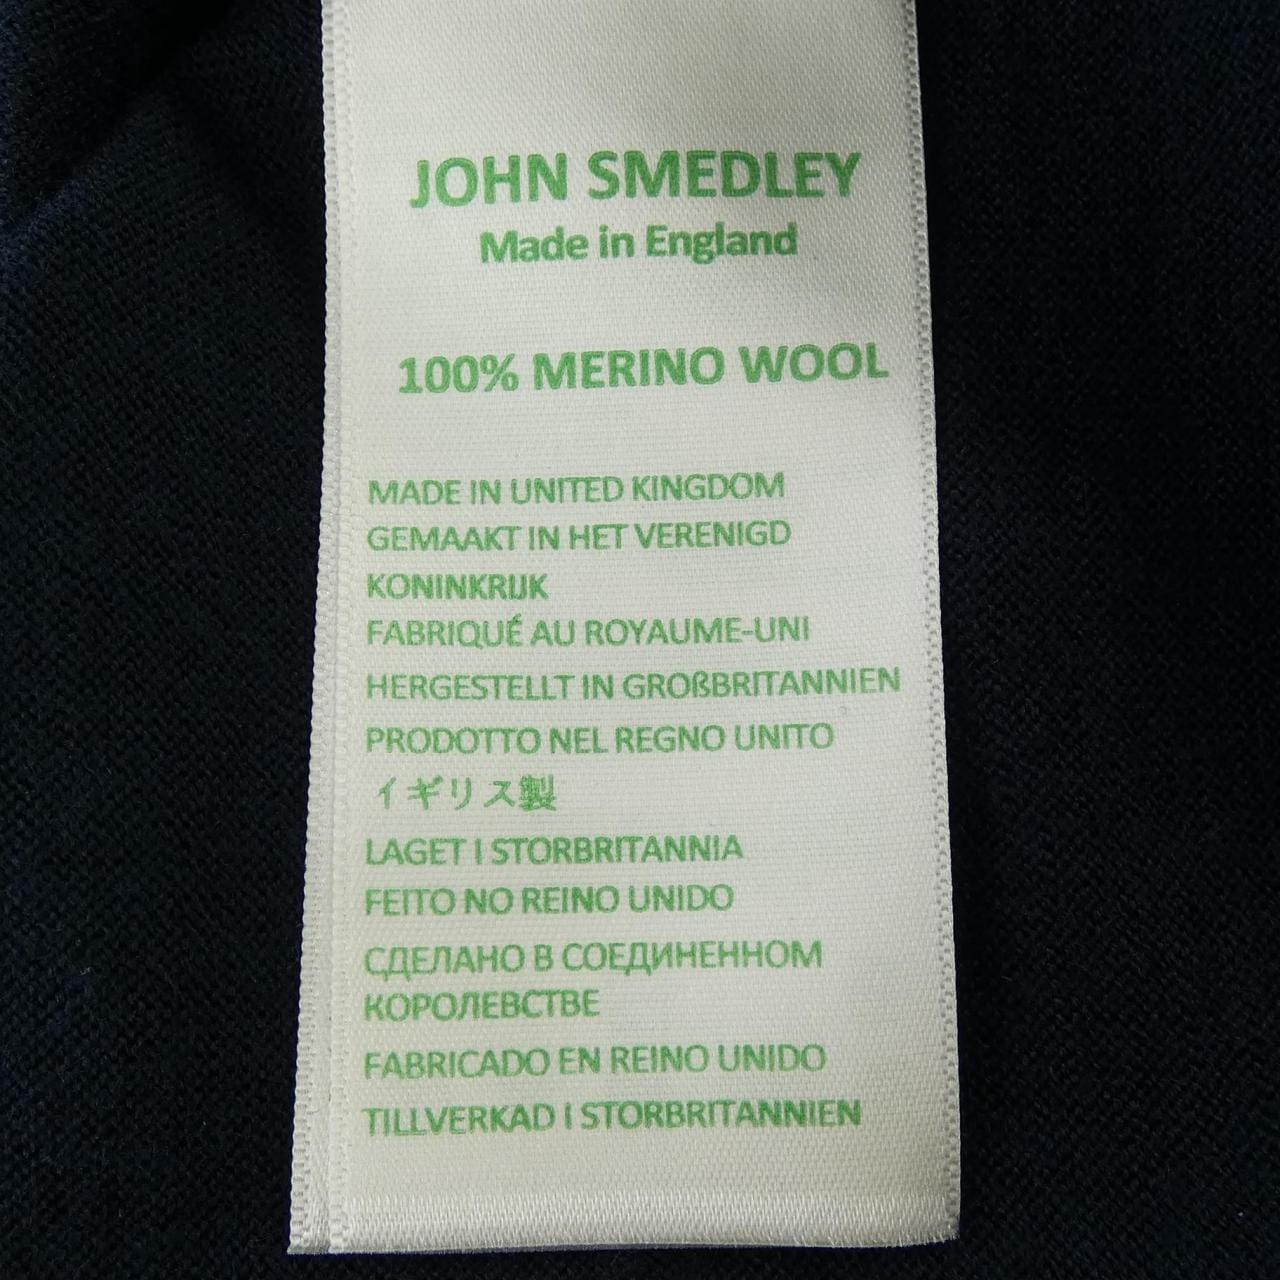 JOHN SMEDLEY
Made in England
100% MERINO WOOL
MADE IN UNITED KINGDOM
GEMAAKT IN HET VERENIGD
KONINKRIJK
FABRIQUÉ AU ROYAUME-UNI
HERGESTELLT IN GROßBRITANNIEN
PRODOTTO NEL REGNO UNITO
イギリス製
LAGET I STORBRITANNIA
FEITO NO REINO UNIDO
СДЕЛАНО В СОЕДИНЕННОМ
КОРОЛЕВСТВЕ
FABRICADO EN REINO UNIDO
TILLVERKAD I STORBRITANNIEN